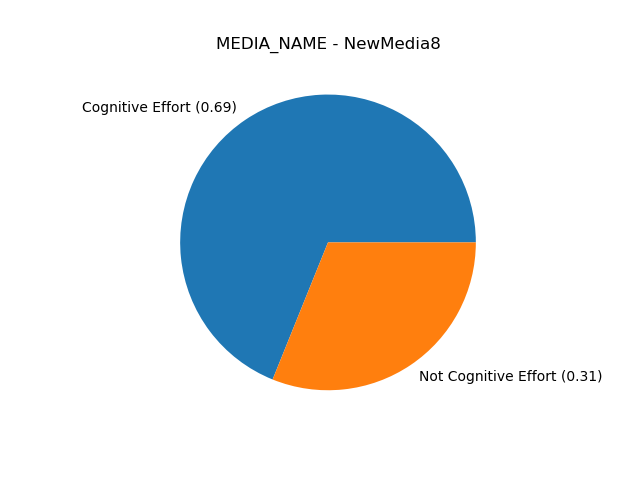 MEDIA_NAME - NewMedia8
Cognitive Effort (0.69)
Not Cognitive Effort (0.31)